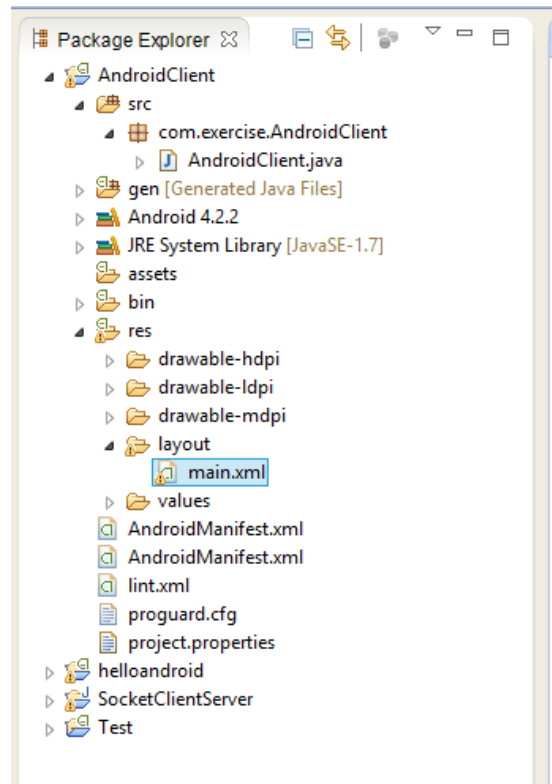 Package Explorer
AndroidClient
src
com.exercise.AndroidClient
AndroidClient.java
gen [Generated Java Files]
Android 4.2.2
JRE System Library [JavaSE-1.7]
assets
bin
res
drawable-hdpi
drawable-ldpi
drawable-mdpi
layout
main.xml
values
AndroidManifest.xml
AndroidManifest.xml
lint.xml
proguard.cfg
project.properties
helloandroid
SocketClientServer
Test